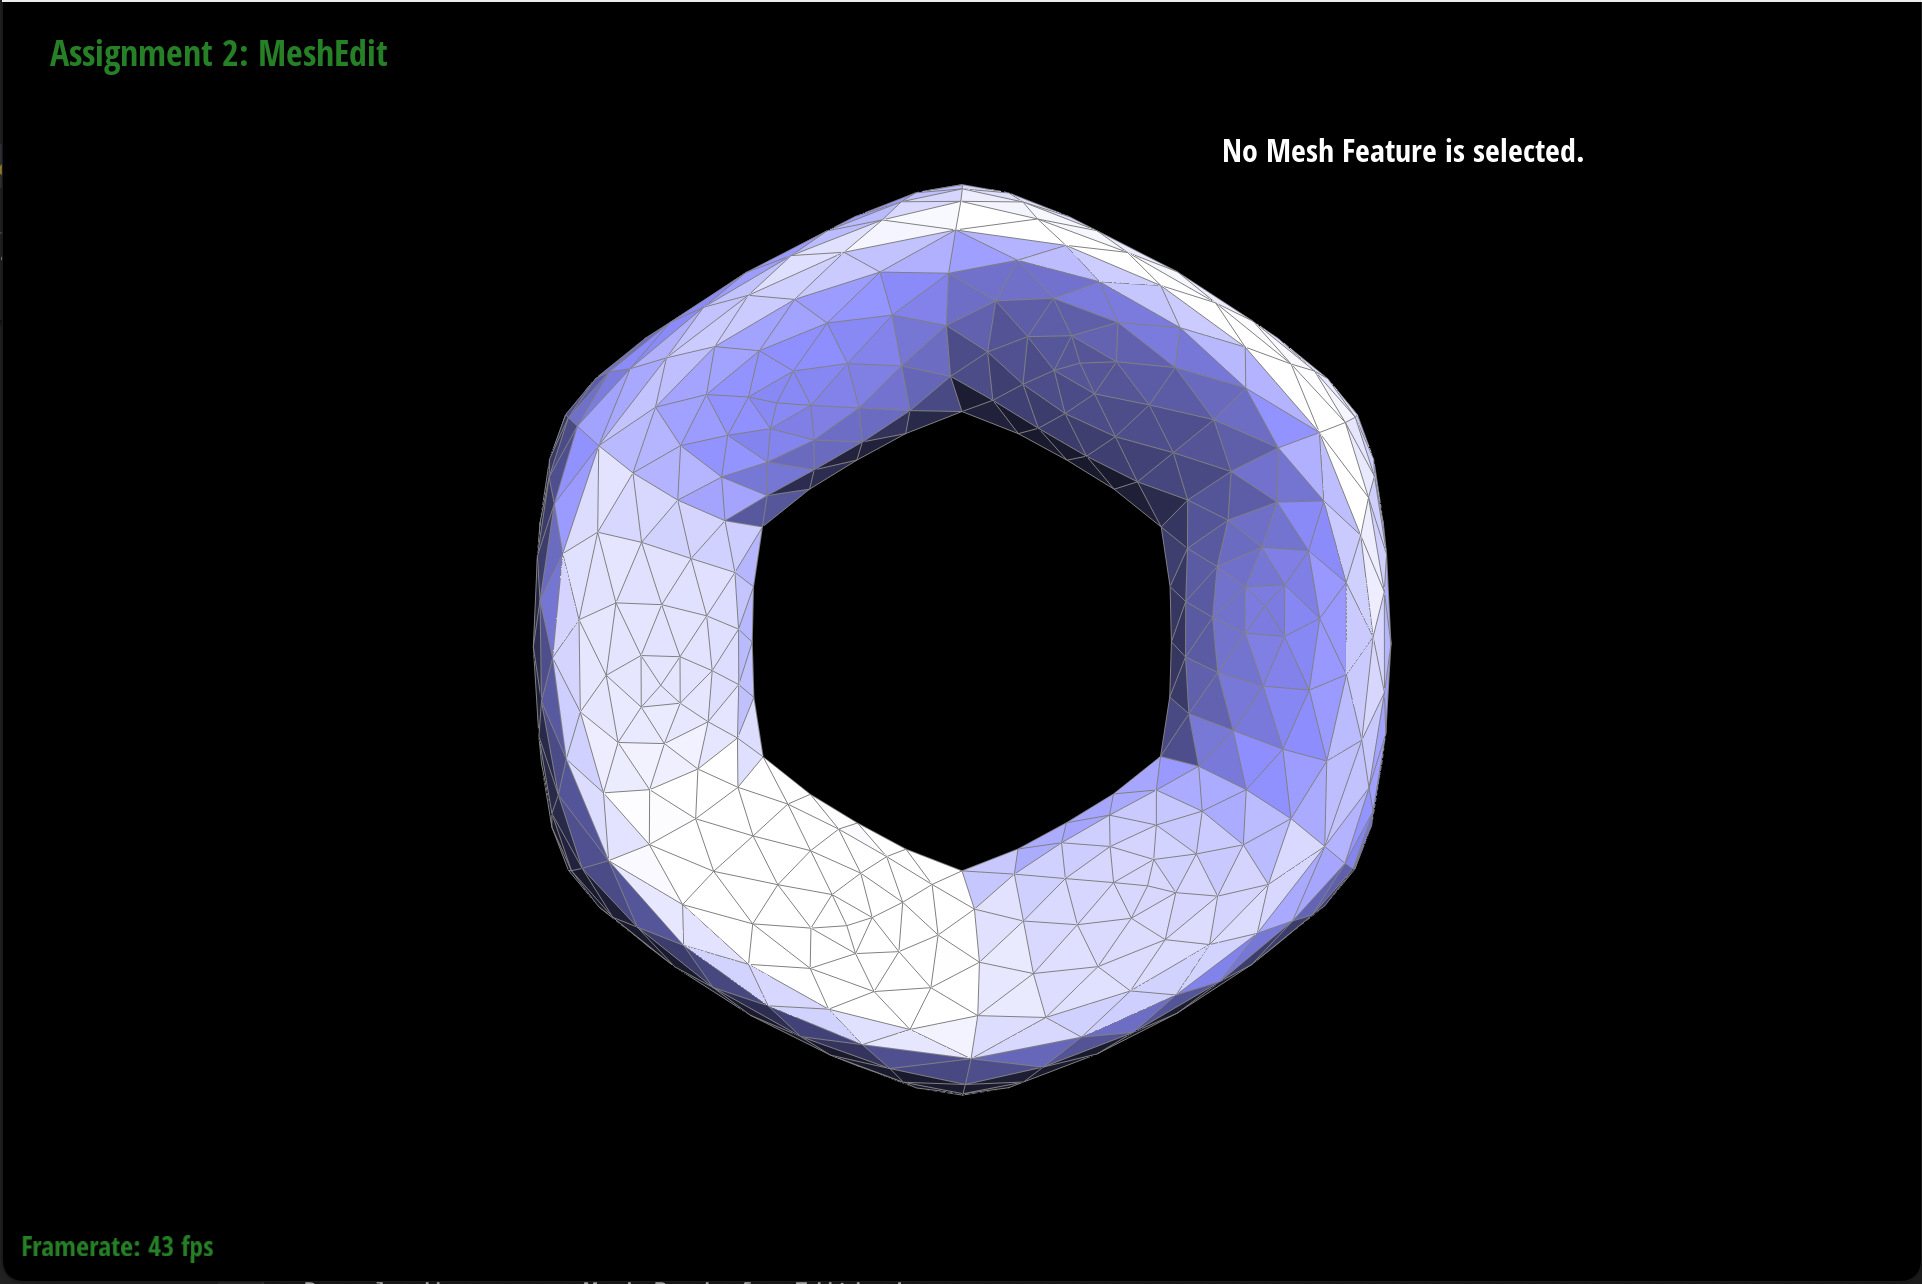 Assignment 2: MeshEdit
No Mesh Feature is selected.
Framerate: 43 fps